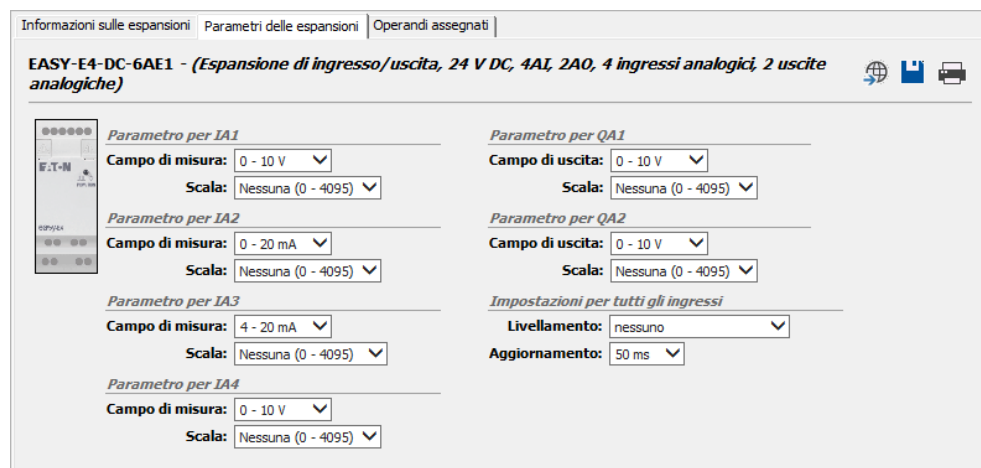 Informazioni sulle espansioni Parametri delle espansioni Operandi assegnati
EASY-E4-DC-6AE1 - (Espansione di ingresso/uscita, 24 V DC, 4AI, 2AO, 4 ingressi analogici, 2 uscite
analogiche)
Parametro per IA1
Campo di misura: 0 - 10 V
Scala: Nessuna (0 - 4095)
Parametro per IA2
Campo di misura: 0 - 20 mA
Scala: Nessuna (0 - 4095)
Parametro per IA3
Campo di misura: 4 - 20 mA
Scala: Nessuna (0 - 4095)
Parametro per IA4
Campo di misura: 0 - 10 V
Scala: Nessuna (0 - 4095)
Parametro per QA1
Campo di uscita: 0 - 10 V
Scala: Nessuna (0 - 4095)
Parametro per QA2
Campo di uscita: 0 - 10 V
Scala: Nessuna (0 - 4095)
Impostazioni per tutti gli ingressi
Livellamento: nessuno
Aggiornamento: 50 ms
EATON